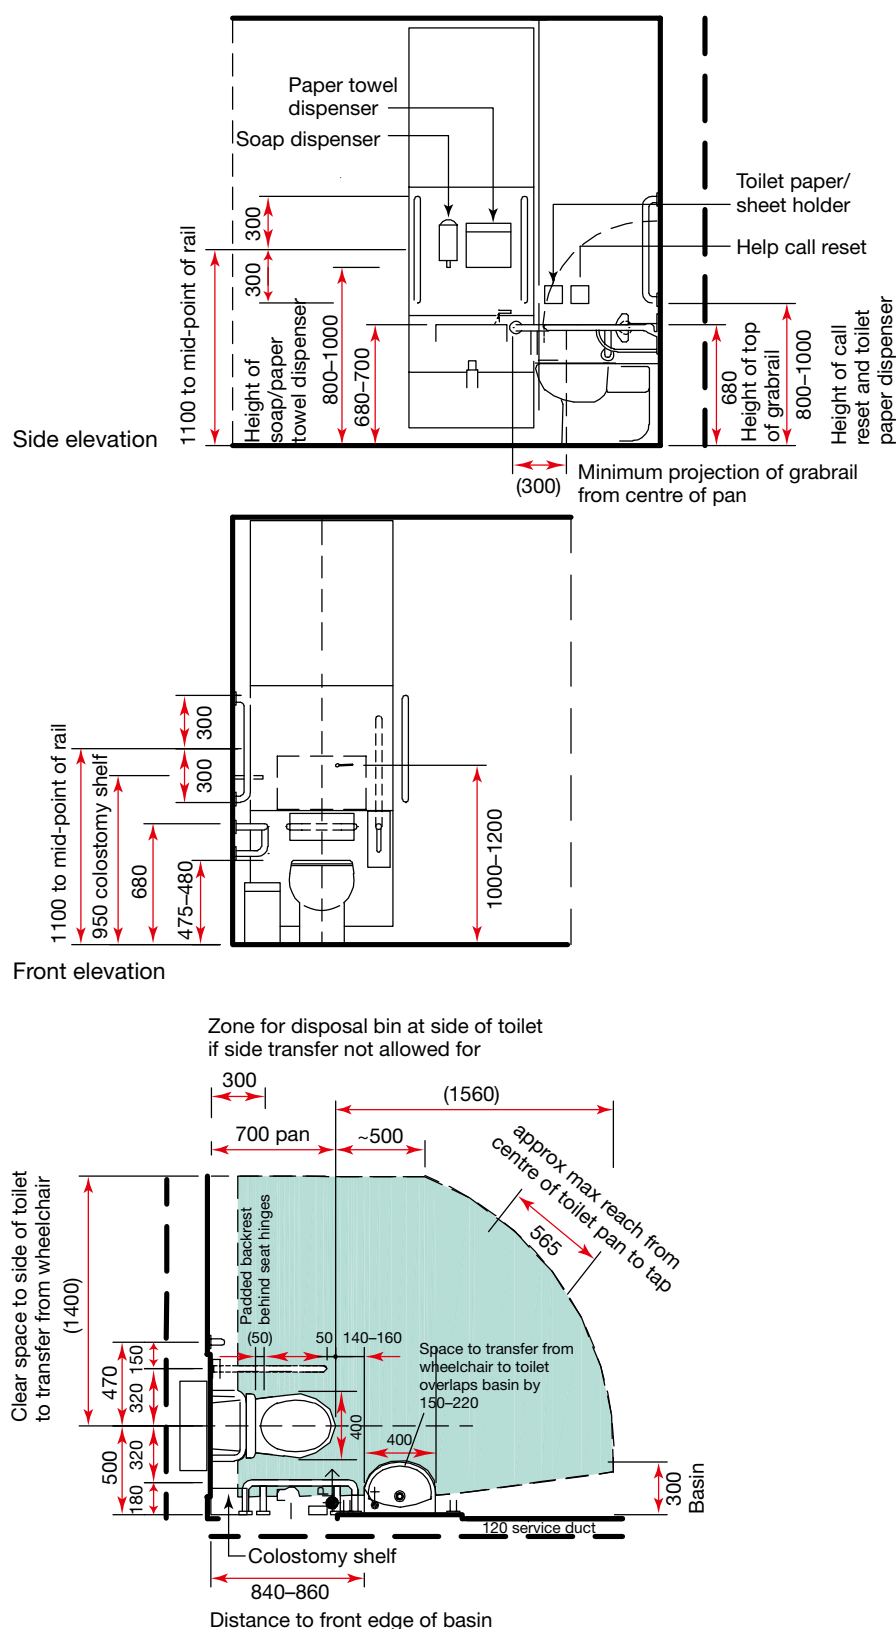 Paper towel
dispenser
Soap dispenser
Toilet paper/
sheet holder
Help call reset
300
300
1100 to mid-point of rail
Height of
soap/paper
towel dispenser
800–1000
680–700
680
Height of top
of grabrail
800–1000
Height of call
reset and toilet
paper dispenser
Side elevation
(300)
Minimum projection of grabrail
from centre of pan
300
300
1100 to mid-point of rail
950 colostomy shelf
680
475–480
1000–1200
Front elevation
Zone for disposal bin at side of toilet
if side transfer not allowed for
300
(1560)
700 pan
~500
approx max reach from
centre of toilet pan to tap
565
Clear space to side of toilet
to transfer from wheelchair
(1400)
Padded backrest
behind seat hinges
(50)
50
140–160
Space to transfer from
wheelchair to toilet
overlaps basin by
150–220
470
150
320
400
400
500
320
180
300
Basin
120 service duct
Colostomy shelf
840–860
Distance to front edge of basin